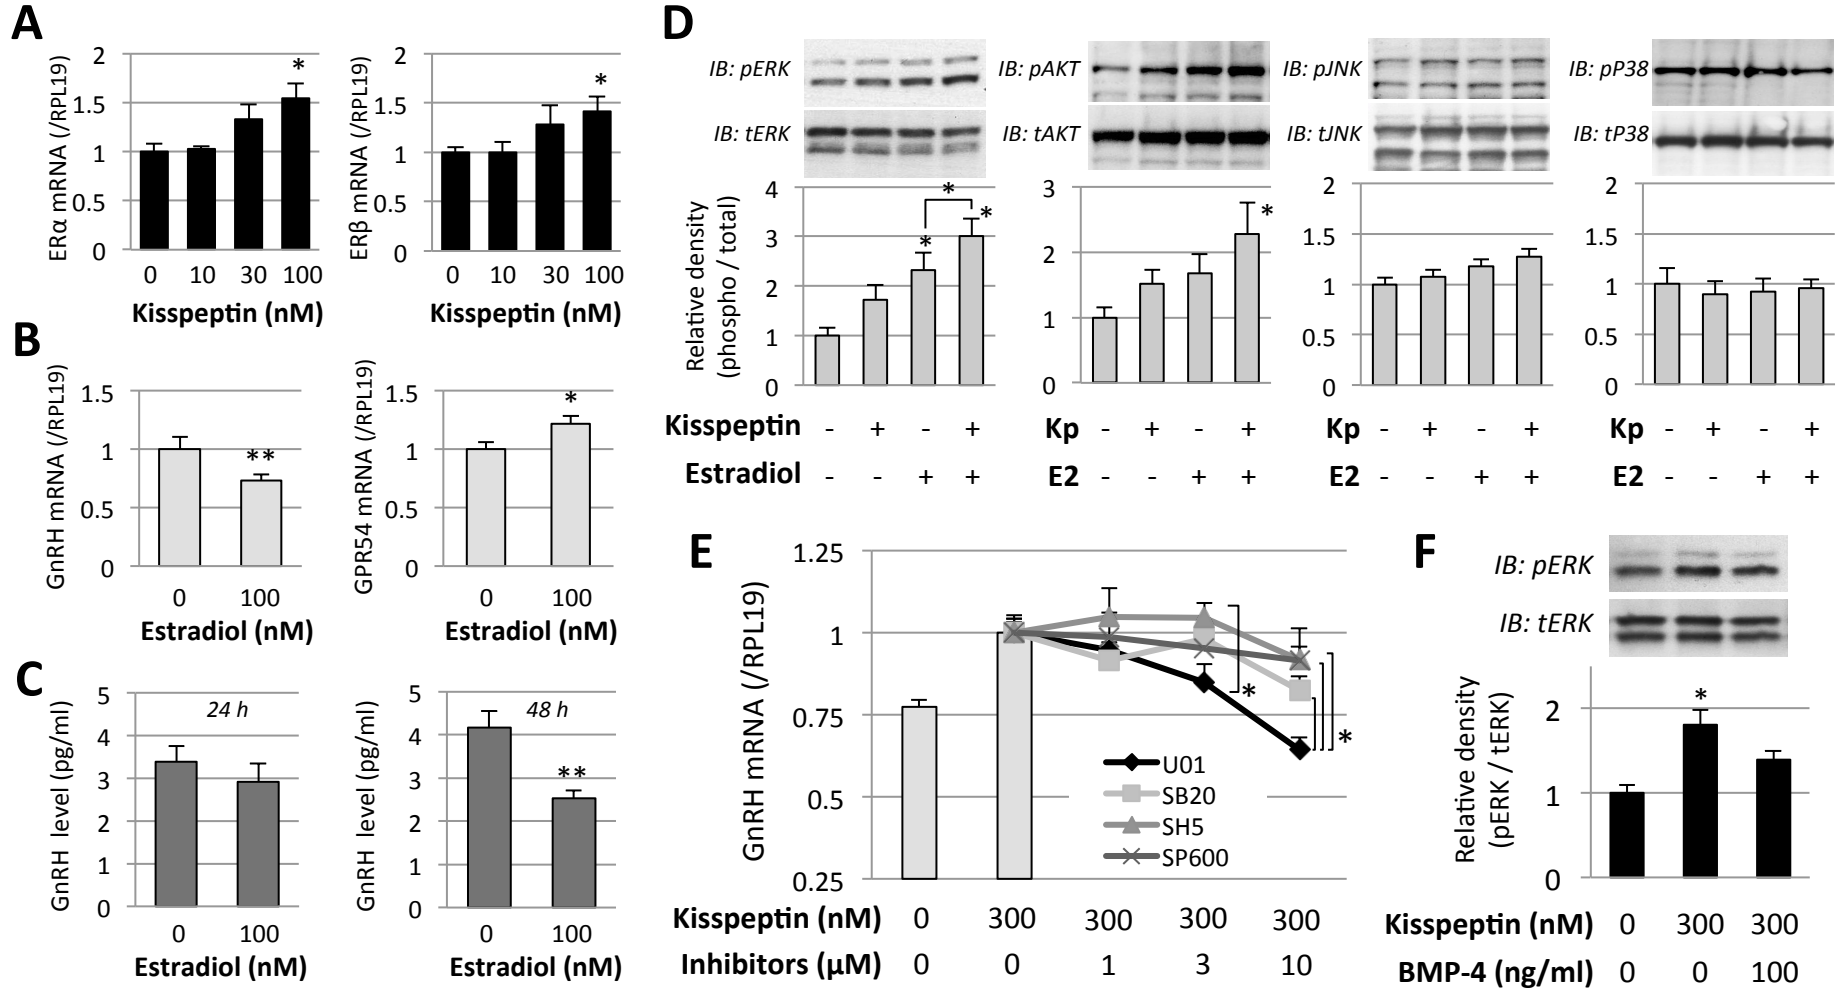 A
ERα mRNA (/RPL19)
2
1.5
1
0.5
0
*
0 10 30 100
Kisspeptin (nM)
ERβ mRNA (/RPL19)
2
1.5
1
0.5
0
*
0 10 30 100
Kisspeptin (nM)
B
GnRH mRNA (/RPL19)
1.5
1
0.5
0
**
0 100
Estradiol (nM)
GPR54 mRNA (/RPL19)
1.5
1
0.5
0
*
0 100
Estradiol (nM)
C
GnRH level (pg/ml)
5
4
3
2
1
0
24 h
0 100
Estradiol (nM)
GnRH level (pg/ml)
5
4
3
2
1
0
48 h
**
0 100
Estradiol (nM)
D
IB: pERK
IB: tERK
Relative density
(phospho / total)
4
3
2
1
0
*
*
*
Kisspeptin - + - +
Estradiol - - + +
IB: pAKT
IB: tAKT
3
2
1
0
*
Kp - + - +
E2 - - + +
IB: pJNK
IB: tJNK
2
1.5
1
0.5
0
Kp - + - +
E2 - - + +
IB: pP38
IB: tP38
2
1.5
1
0.5
0
Kp - + - +
E2 - - + +
E
GnRH mRNA (/RPL19)
1.25
1
0.75
0.5
0.25
*
*
U01
SB20
SH5
SP600
Kisspeptin (nM) 0 300 300 300 300
Inhibitors (μM) 0 0 1 3 10
F
IB: pERK
IB: tERK
Relative density
(pERK / tERK)
2
1
0
*
Kisspeptin (nM) 0 300 300
BMP-4 (ng/ml) 0 0 100